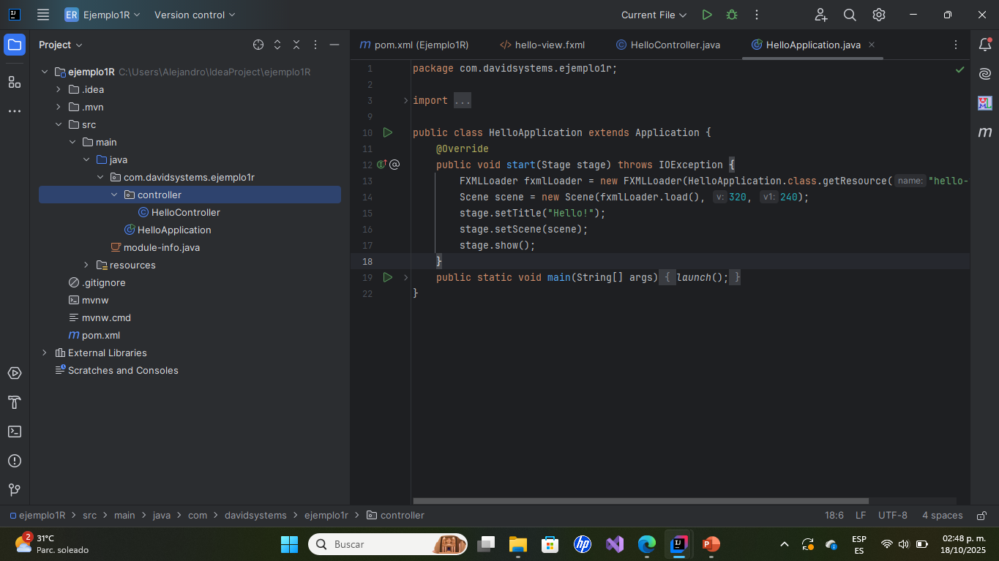 ER Ejemplo1R Version control Current File
Project
pom.xml (Ejemplo1R) hello-view.fxml HelloController.java HelloApplication.java
ejemplo1R C:\Users\Alejandro\IdeaProject\ejemplo1R
.idea
.mvn
src
main
java
com.davidsystems.ejemplo1r
controller
HelloController
HelloApplication
module-info.java
resources
.gitignore
mvnw
mvnw.cmd
pom.xml
External Libraries
Scratches and Consoles
1 package com.davidsystems.ejemplo1r;
2
3 import ...
9
10 public class HelloApplication extends Application {
11 @Override
12 public void start(Stage stage) throws IOException {
13 FXMLLoader fxmlLoader = new FXMLLoader(HelloApplication.class.getResource( name: "hello-
14 Scene scene = new Scene(fxmlLoader.load(), v: 320, v1: 240);
15 stage.setTitle("Hello!");
16 stage.setScene(scene);
17 stage.show();
18 }
19 public static void main(String[] args) { launch(); }
22 }
ejemplo1R > src > main > java > com > davidsystems > ejemplo1r > controller 18:6 LF UTF-8 4 spaces
2 31°C
Parc. soleado
Buscar
ESP
ES
02:48 p. m.
18/10/2025